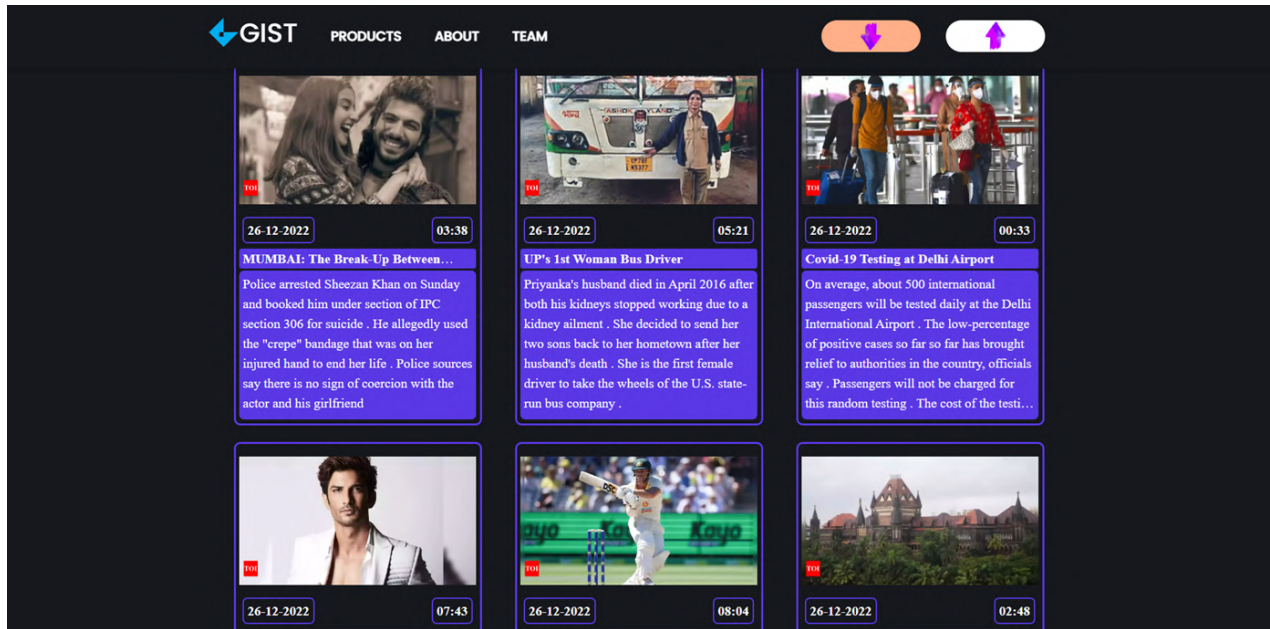 GIST
PRODUCTS ABOUT TEAM
TOI
26-12-2022 03:38
MUMBAI: The Break-Up Between…
Police arrested Sheezan Khan on Sunday
and booked him under section of IPC
section 306 for suicide . He allegedly used
the "crepe" bandage that was on her
injured hand to end her life . Police sources
say there is no sign of coercion with the
actor and his girlfriend
ASHOK LEYLAND
TOI
26-12-2022 05:21
UP's 1st Woman Bus Driver
Priyanka's husband died in April 2016 after
both his kidneys stopped working due to a
kidney ailment . She decided to send her
two sons back to her hometown after her
husband's death . She is the first female
driver to take the wheels of the U.S. state-
run bus company .
TOI
26-12-2022 00:33
Covid-19 Testing at Delhi Airport
On average, about 500 international
passengers will be tested daily at the Delhi
International Airport . The low-percentage
of positive cases so far so far has brought
relief to authorities in the country, officials
say . Passengers will not be charged for
this random testing . The cost of the testi…
TOI
26-12-2022 07:43
DSC
Kayo
TOI
26-12-2022 08:04
TOI
26-12-2022 02:48